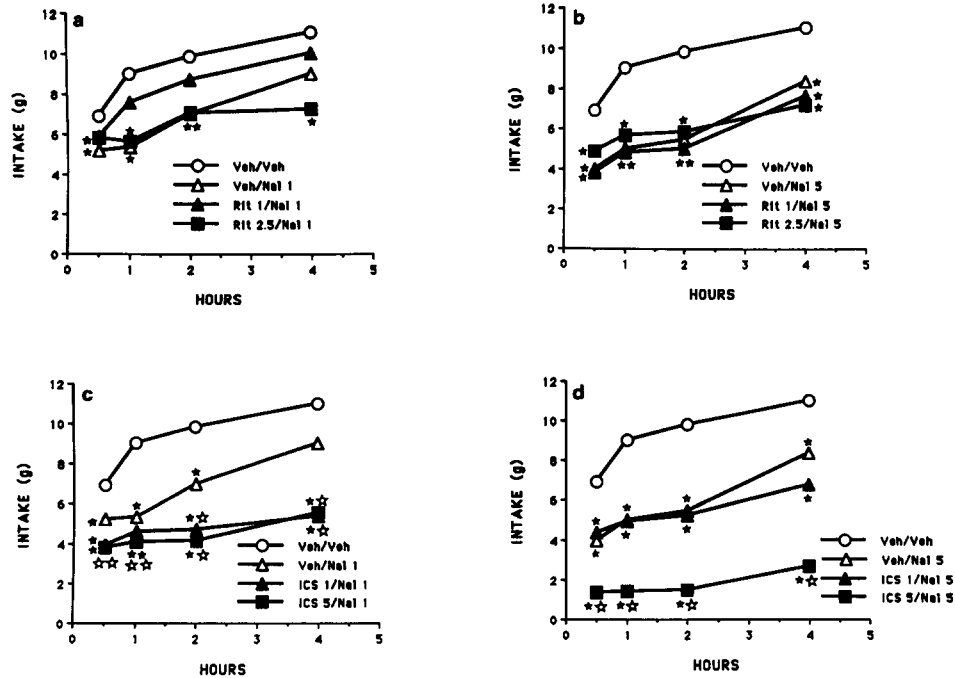 a
12
10
8
6
4
2
0
INTAKE (g)
0 1 2 3 4 5
HOURS
Veh/Veh
Veh/Nal 1
Rit 1/Nal 1
Rit 2.5/Nal 1
b
12
10
8
6
4
2
0
INTAKE (g)
0 1 2 3 4 5
HOURS
Veh/Veh
Veh/Nal 5
Rit 1/Nal 5
Rit 2.5/Nal 5
c
12
10
8
6
4
2
0
INTAKE (g)
0 1 2 3 4 5
HOURS
Veh/Veh
Veh/Nal 1
ICS 1/Nal 1
ICS 5/Nal 1
d
12
10
8
6
4
2
0
INTAKE (g)
0 1 2 3 4 5
HOURS
Veh/Veh
Veh/Nal 5
ICS 1/Nal 5
ICS 5/Nal 5